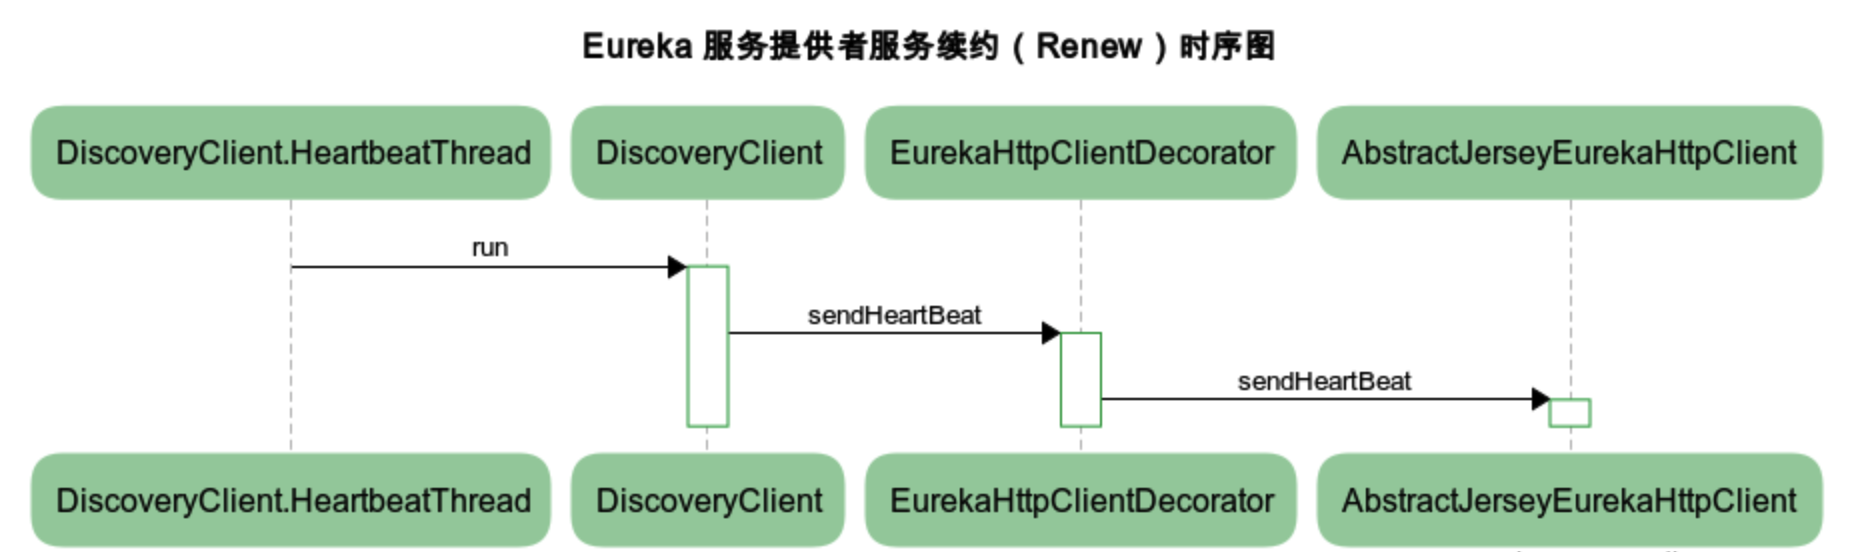 Eureka 服务提供者服务续约（Renew）时序图
DiscoveryClient.HeartbeatThread DiscoveryClient EurekaHttpClientDecorator AbstractJerseyEurekaHttpClient
run
sendHeartBeat
sendHeartBeat
DiscoveryClient.HeartbeatThread DiscoveryClient EurekaHttpClientDecorator AbstractJerseyEurekaHttpClient